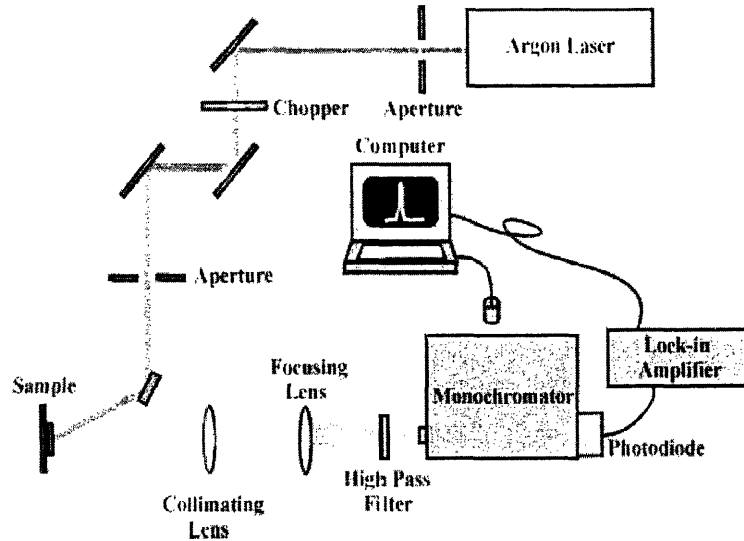 Argon Laser
Chopper
Aperture
Computer
Aperture
Sample
Focusing
Lens
Monochromator
Lock-in
Amplifier
Photodiode
High Pass
Filter
Collimating
Lens